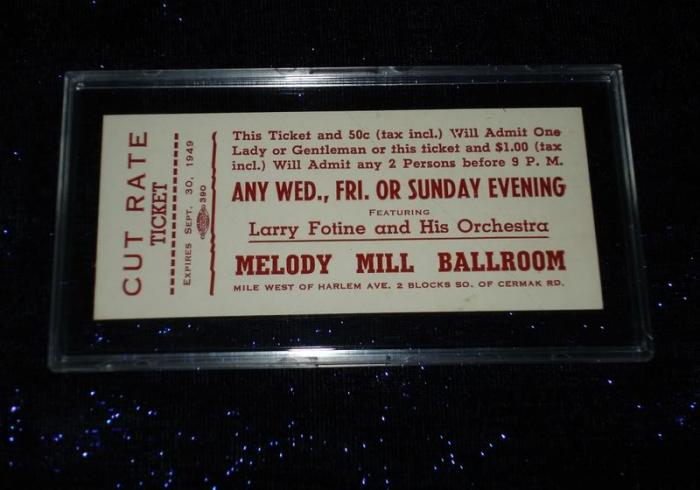 CUT RATE
TICKET
EXPIRES SEPT. 30, 1949
390
This Ticket and 50c (tax incl.) Will Admit One
Lady or Gentleman or this ticket and $1.00 (tax
incl.) Will Admit any 2 Persons before 9 P. M.
ANY WED., FRI. OR SUNDAY EVENING
FEATURING
Larry Fotine and His Orchestra
MELODY MILL BALLROOM
MILE WEST OF HARLEM AVE. 2 BLOCKS SO. OF CERMAK RD.